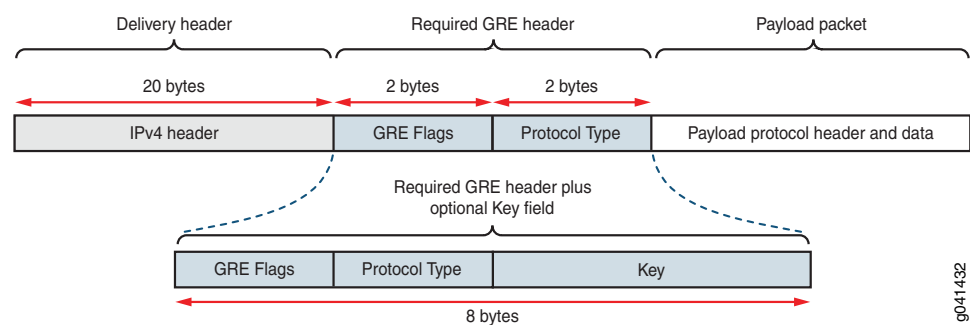 Delivery header
Required GRE header
Payload packet
20 bytes
2 bytes
2 bytes
IPv4 header
GRE Flags
Protocol Type
Payload protocol header and data
Required GRE header plus
optional Key field
GRE Flags
Protocol Type
Key
8 bytes
g041432